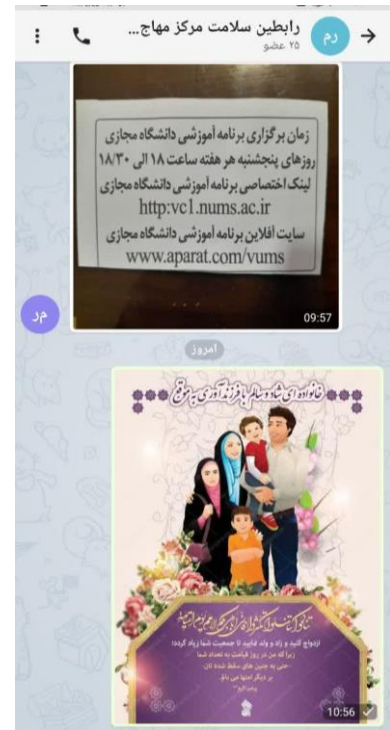 رابطین سلامت مرکز مهاج...
۲۵ عضو
رم
زمان برگزاری برنامه آموزشی دانشگاه مجازی
روزهای پنجشنبه هر هفته ساعت ۱۸ الی ۱۸/۳۰
لینک اختصاصی برنامه آموزشی دانشگاه مجازی
http:vc1.nums.ac.ir
سایت آفلاین برنامه آموزشی دانشگاه مجازی
www.aparat.com/vums
09:57
مر
امروز
خانواده ای شاد و سالم با فرزندآوری به موقع
ازدواج کنید و زاد و ولد نمایید تا جمعیت شما زیاد گردد؛
زیرا که من در روز قیامت به تعداد شما
-حتی به جنین های سقط شده تان-
بر دیگر امتها می بالم.
10:56